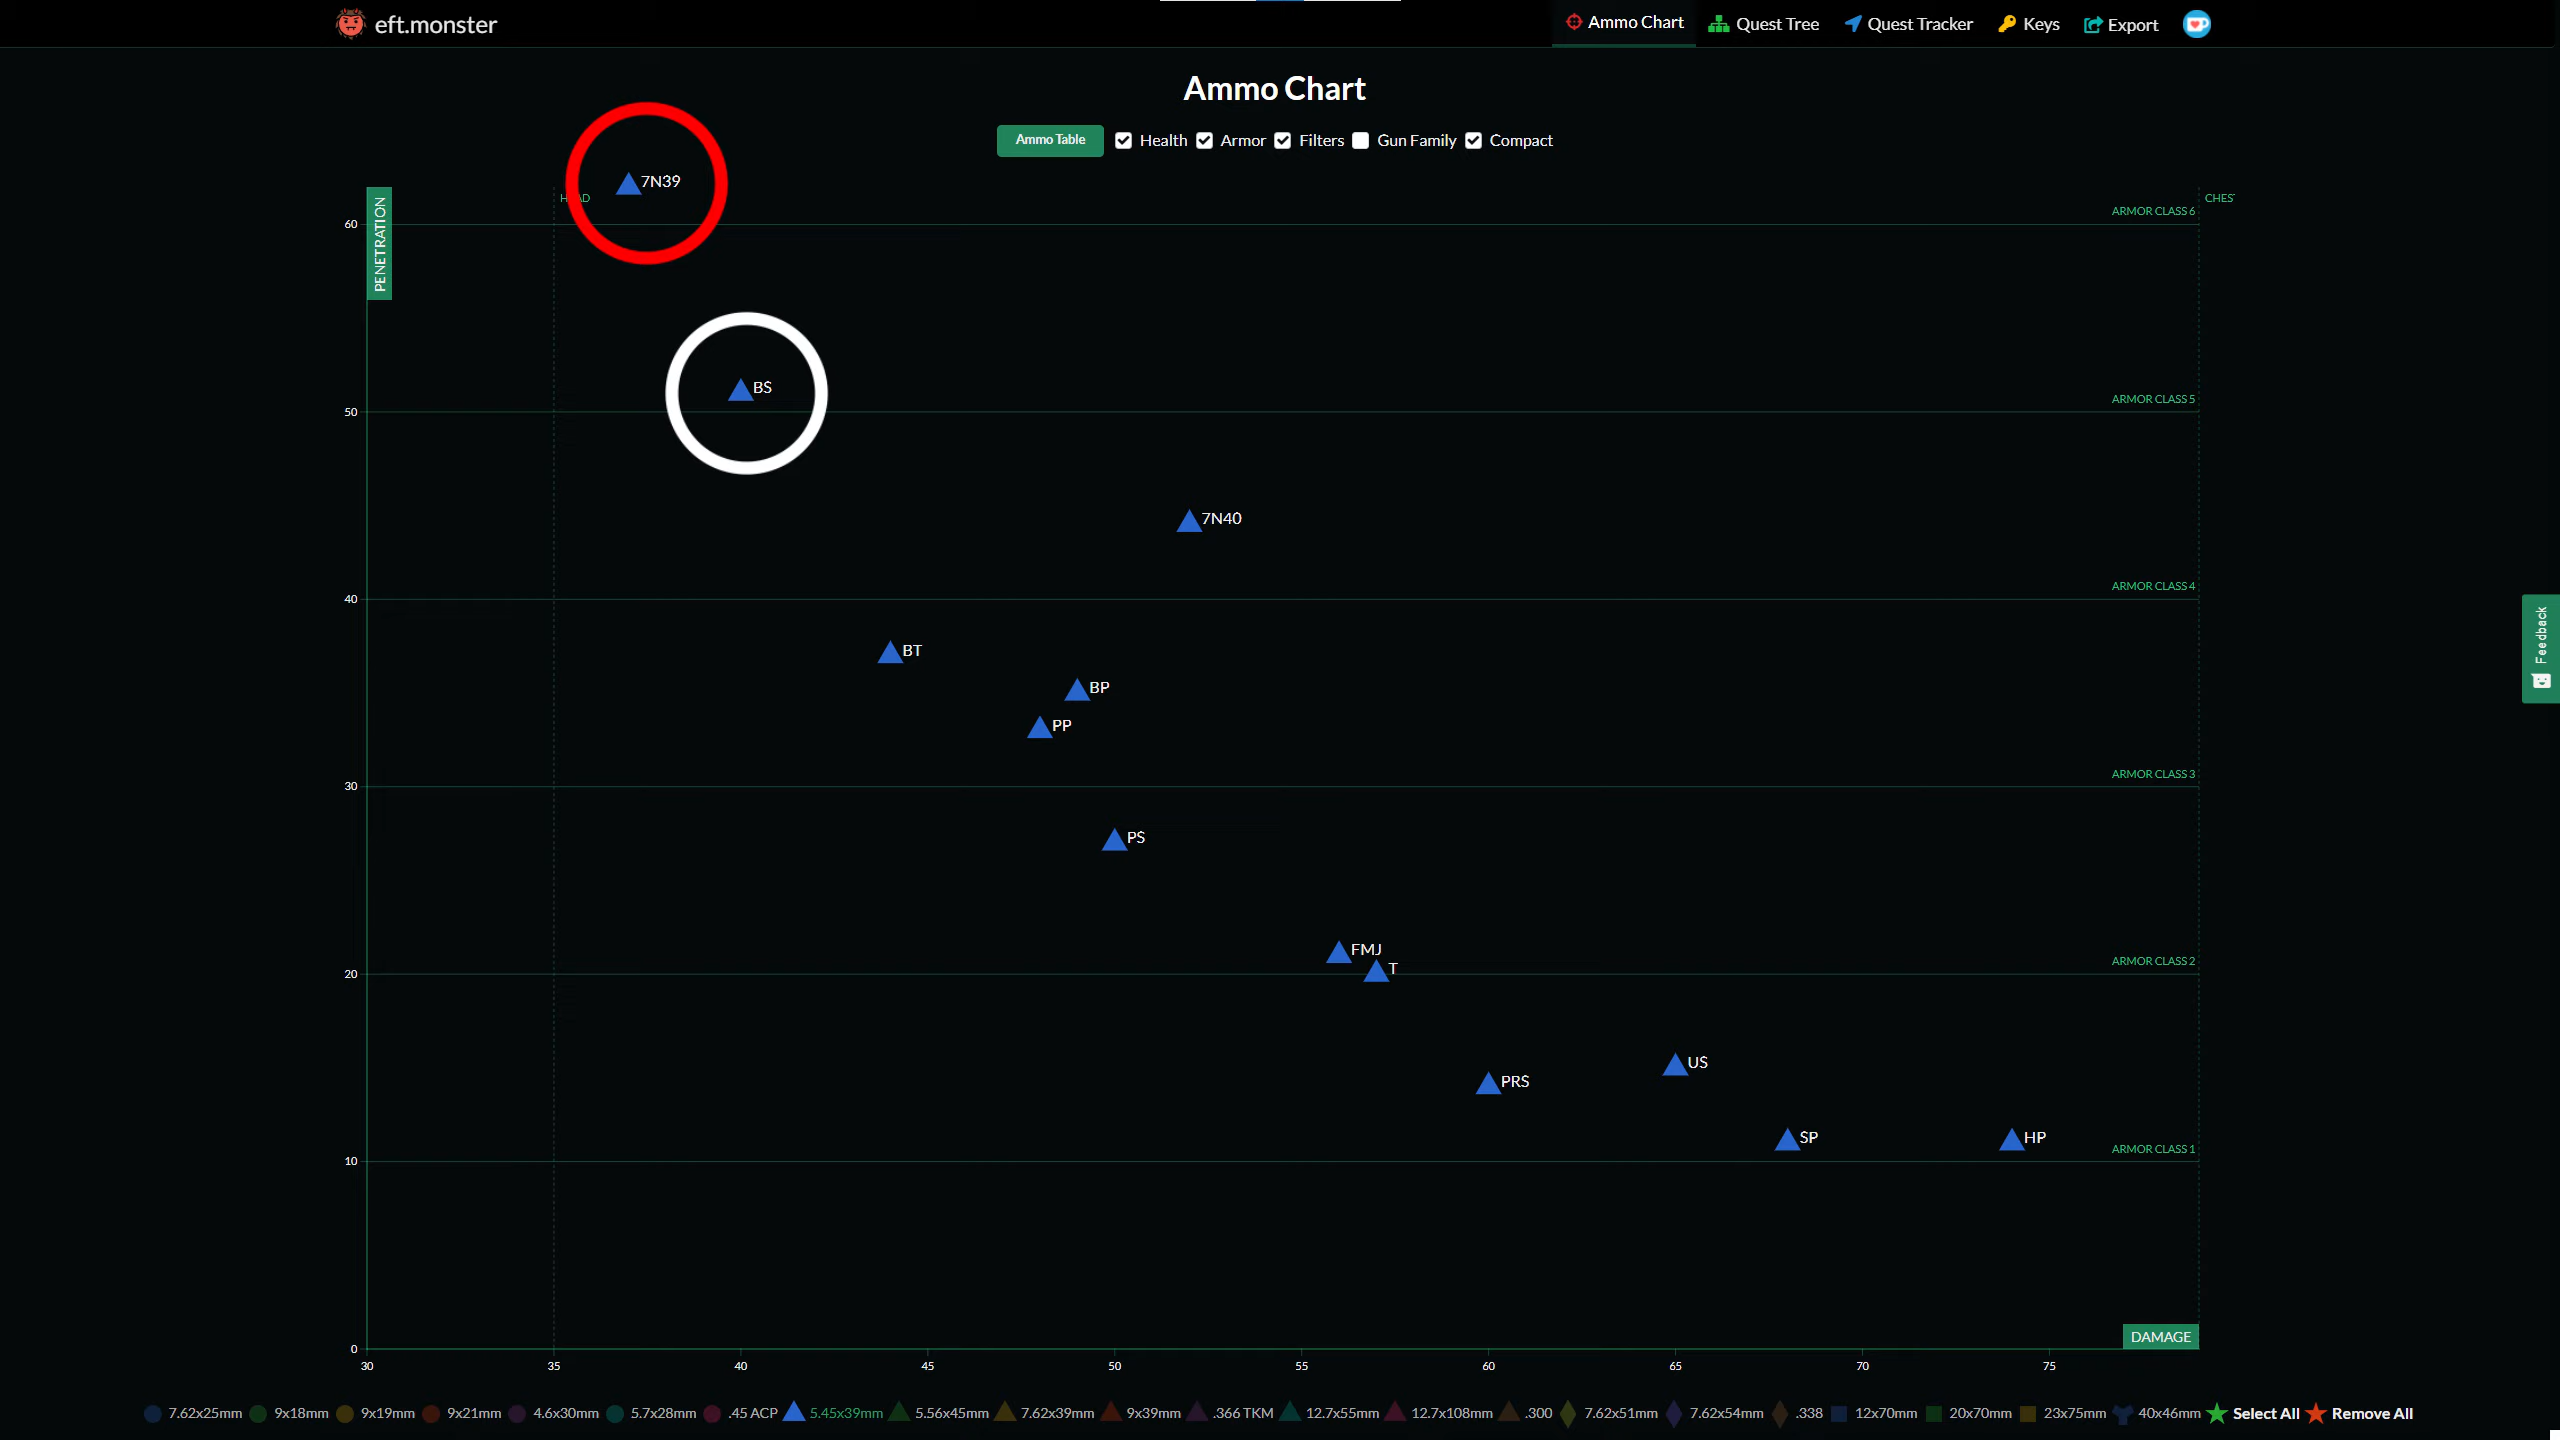 eft.monster
Ammo Chart
Quest Tree
Quest Tracker
Keys
Export
Ammo Chart
Ammo Table
Health
Armor
Filters
Gun Family
Compact
7N39
PENETRATION
CHES
ARMOR CLASS 6
60
BS
ARMOR CLASS 5
50
7N40
ARMOR CLASS 4
40
Feedback
BT
BP
PP
ARMOR CLASS 3
30
PS
FMJ
T
ARMOR CLASS 2
20
US
PRS
SP
HP
ARMOR CLASS 1
10
DAMAGE
0
30 35 40 45 50 55 60 65 70 75
7.62x25mm 9x18mm 9x19mm 9x21mm 4.6x30mm 5.7x28mm .45 ACP 5.45x39mm 5.56x45mm 7.62x39mm 9x39mm .366 TKM 12.7x55mm 12.7x108mm .300 7.62x51mm 7.62x54mm .338 12x70mm 20x70mm 23x75mm 40x46mm Select All Remove All